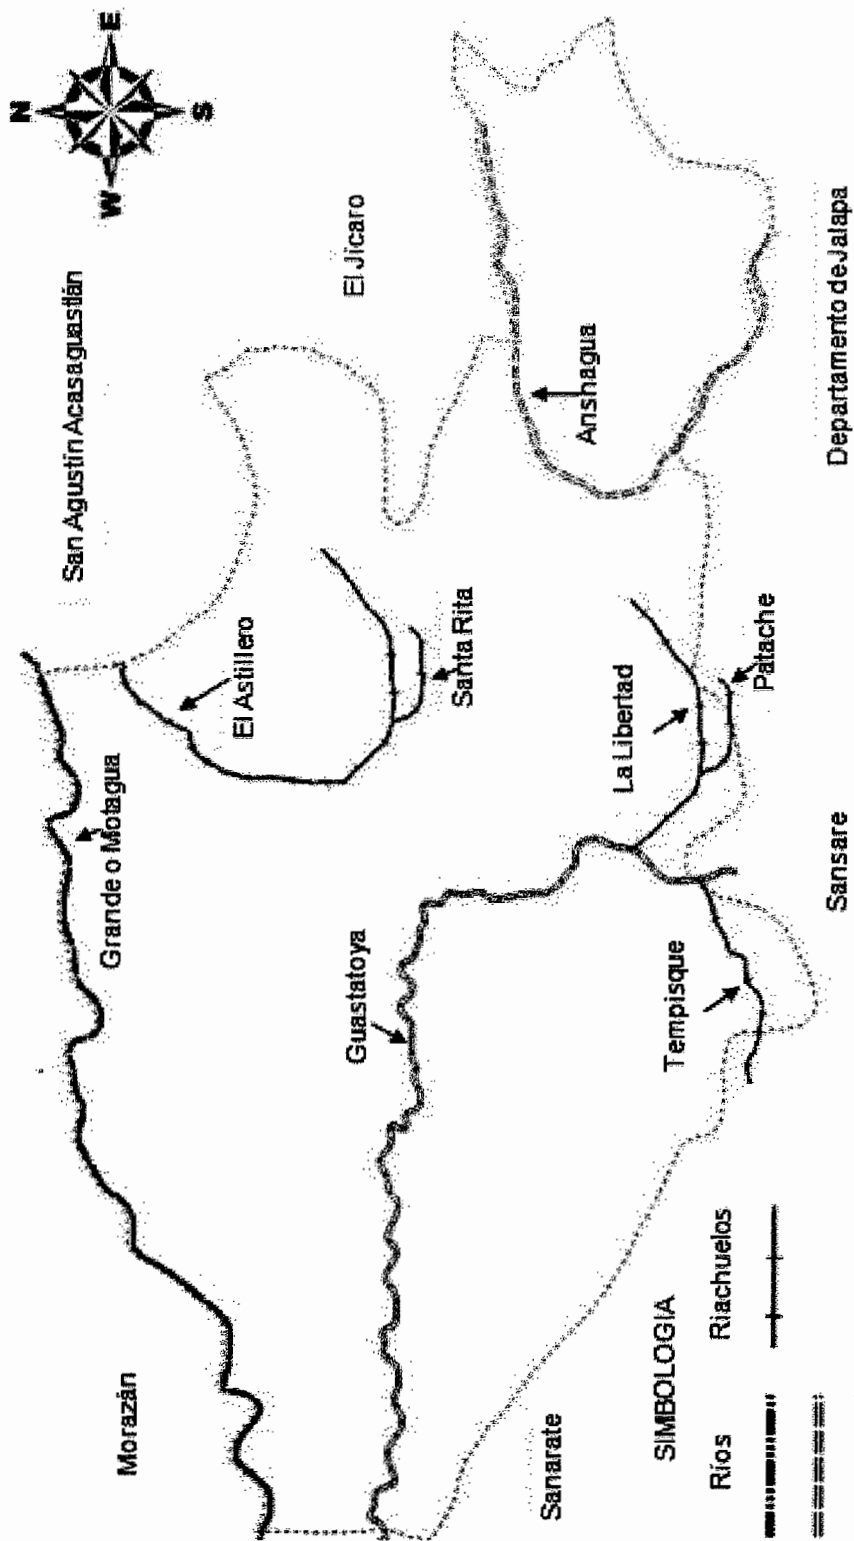 N
W
E
S
San Agustín Acasaguastlán
Morazán
Grande o Motagua
El Jícaro
El Astillero
Guastatoya
Santa Rita
Anshagua
Sanarate
La Libertad
Tempisque
Patache
Sansare
Departamento de Jalapa
SIMBOLOGIA
Ríos
Riachuelos